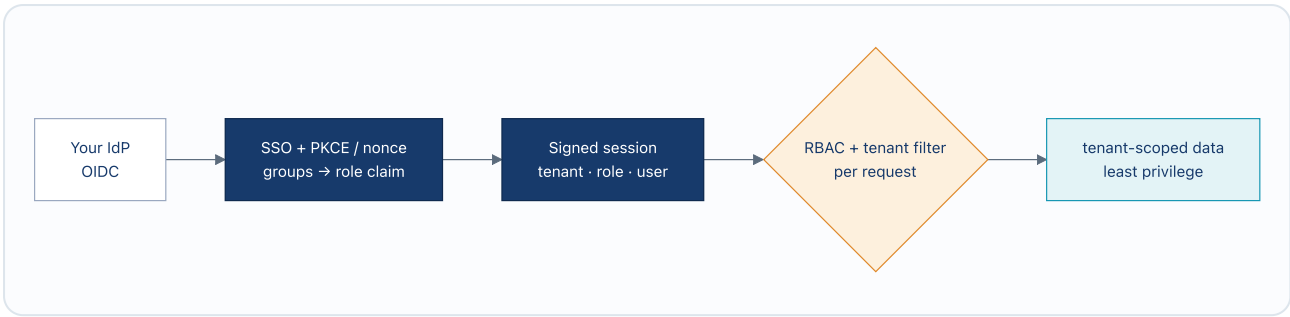 Your IdP
OIDC
SSO + PKCE / nonce
groups → role claim
Signed session
tenant · role · user
RBAC + tenant filter
per request
tenant-scoped data
least privilege